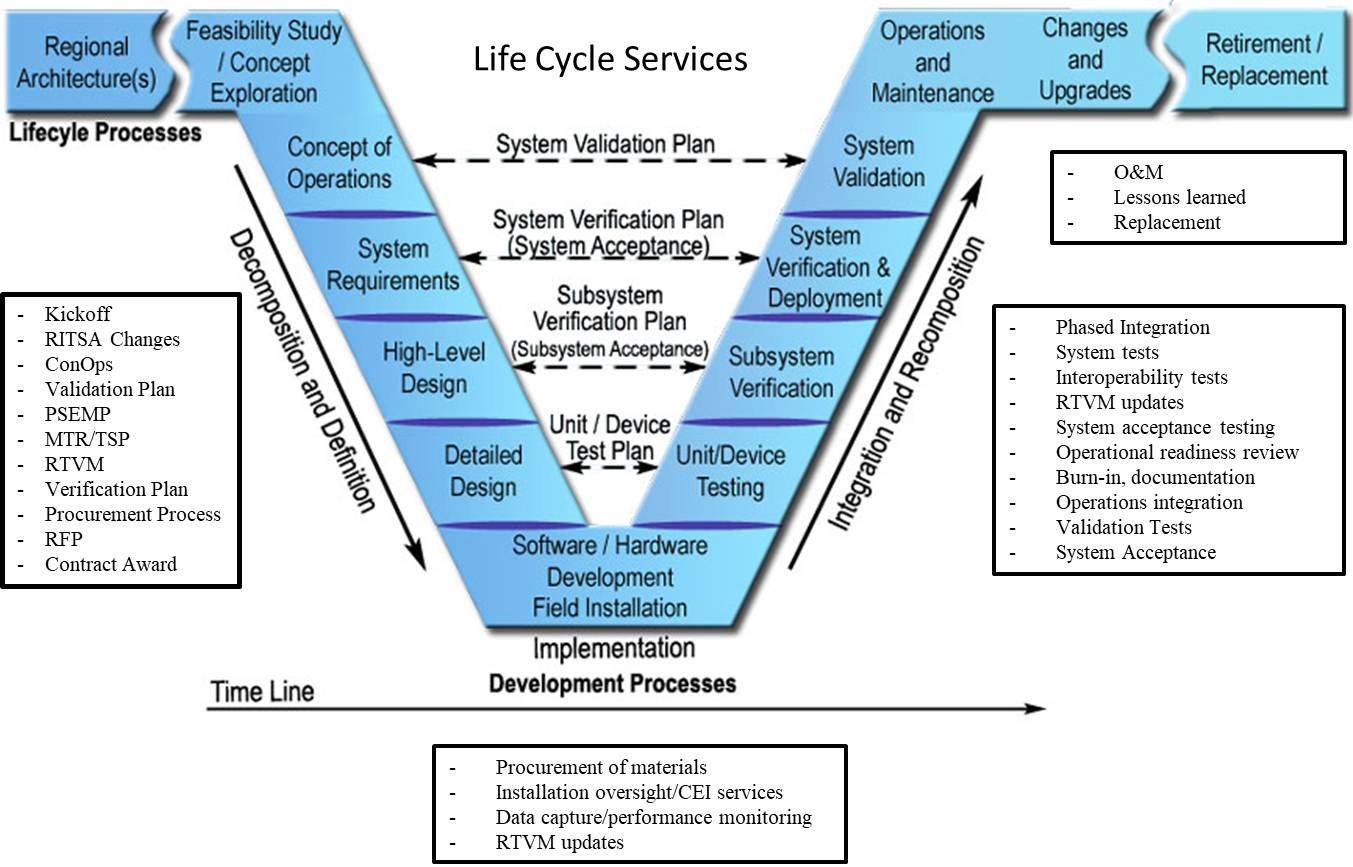 Life Cycle Services
Regional
Architecture(s)
Feasibility Study
/ Concept
Exploration
Operations
and
Maintenance
Changes
and
Upgrades
Retirement /
Replacement
Lifecyle Processes
Concept of
Operations
System Validation Plan
System
Validation
System
Requirements
System Verification Plan
(System Acceptance)
System
Verification &
Deployment
High-Level
Design
Subsystem
Verification Plan
(Subsystem Acceptance)
Subsystem
Verification
Detailed
Design
Unit / Device
Test Plan
Unit/Device
Testing
Decomposition and Definition
Integration and Recomposition
Software / Hardware
Development
Field Installation
Implementation
Development Processes
Time Line
- Kickoff
- RITSA Changes
- ConOps
- Validation Plan
- PSEMP
- MTR/TSP
- RTVM
- Verification Plan
- Procurement Process
- RFP
- Contract Award
- Procurement of materials
- Installation oversight/CEI services
- Data capture/performance monitoring
- RTVM updates
- Phased Integration
- System tests
- Interoperability tests
- RTVM updates
- System acceptance testing
- Operational readiness review
- Burn-in, documentation
- Operations integration
- Validation Tests
- System Acceptance
- O&M
- Lessons learned
- Replacement